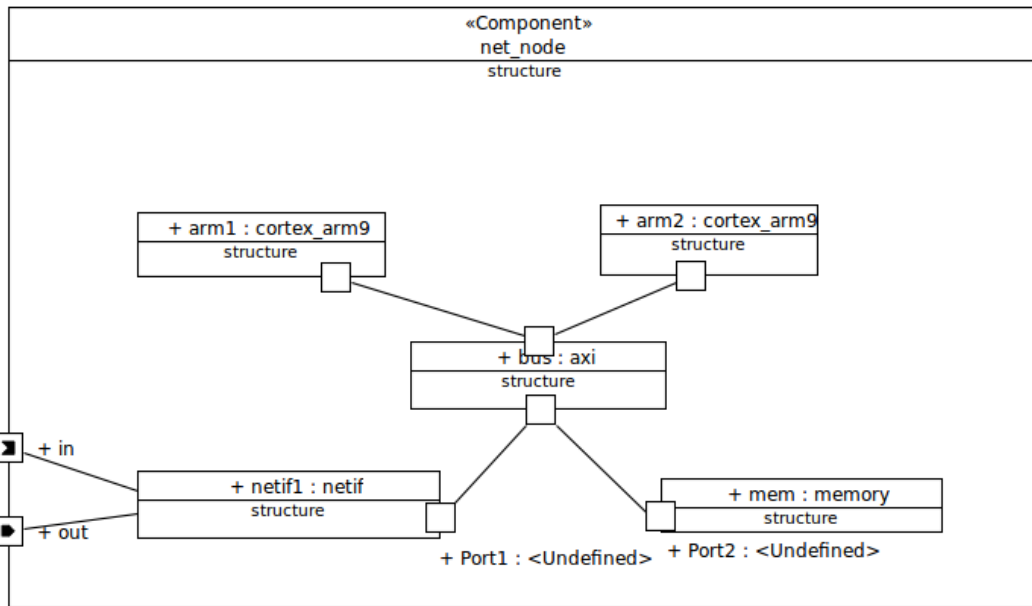 «Component»
net_node
structure
+ arm1 : cortex_arm9
structure
+ arm2 : cortex_arm9
structure
+ bus : axi
structure
+ in
+ netif1 : netif
structure
+ out
+ mem : memory
structure
+ Port1 : <Undefined>
+ Port2 : <Undefined>